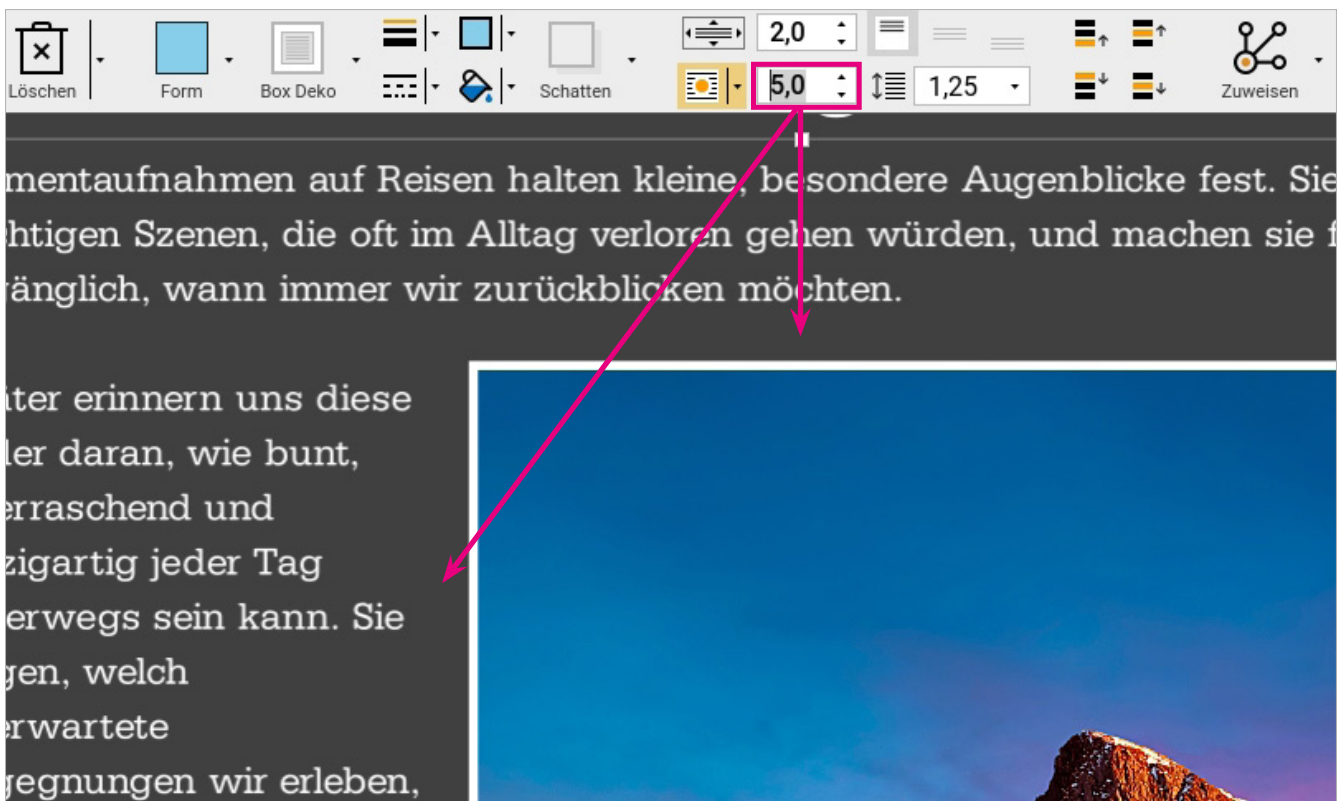 2,0
Löschen
Form
Box Deko
Schatten
5,0
1,25
Zuweisen
mentaufnahmen auf Reisen halten kleine, besondere Augenblicke fest. Sie
htigen Szenen, die oft im Alltag verloren gehen würden, und machen sie f
änglich, wann immer wir zurückblicken möchten.
äter erinnern uns diese
ler daran, wie bunt,
erraschend und
zigartig jeder Tag
erwegs sein kann. Sie
gen, welch
erwartete
gegnungen wir erleben,